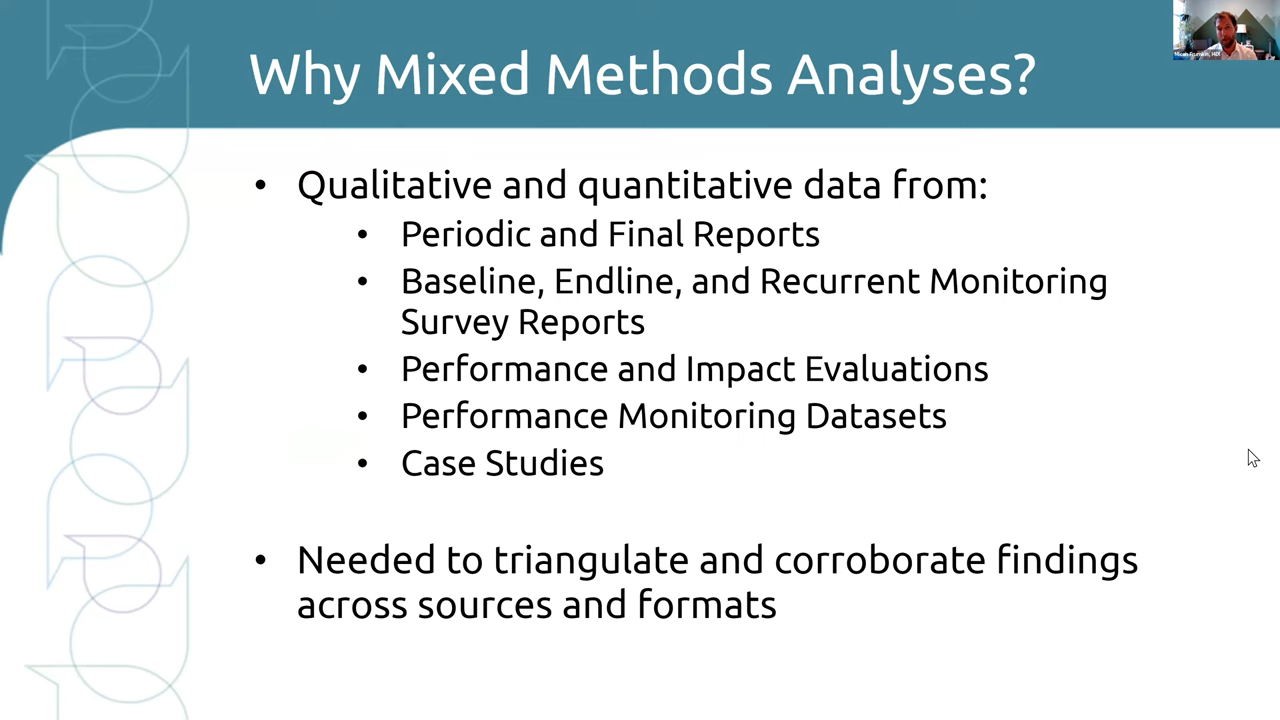 Why Mixed Methods Analyses?
• Qualitative and quantitative data from:
• Periodic and Final Reports
• Baseline, Endline, and Recurrent Monitoring
Survey Reports
• Performance and Impact Evaluations
• Performance Monitoring Datasets
• Case Studies
• Needed to triangulate and corroborate findings
across sources and formats